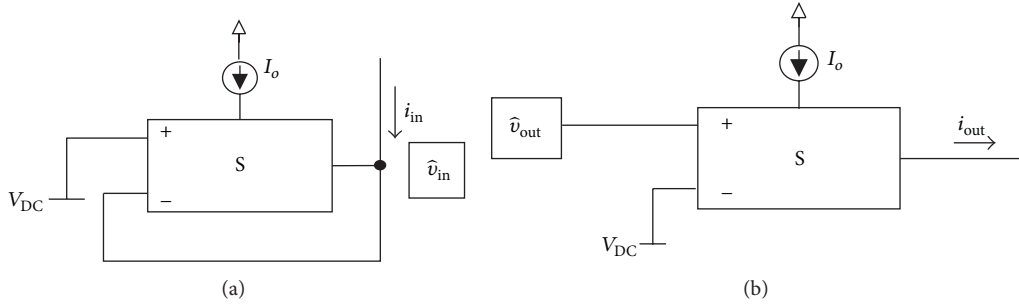 I_o
i_in
+
S
−
v̂_in
V_DC
(a)
I_o
v̂_out
+
S
−
i_out
V_DC
(b)